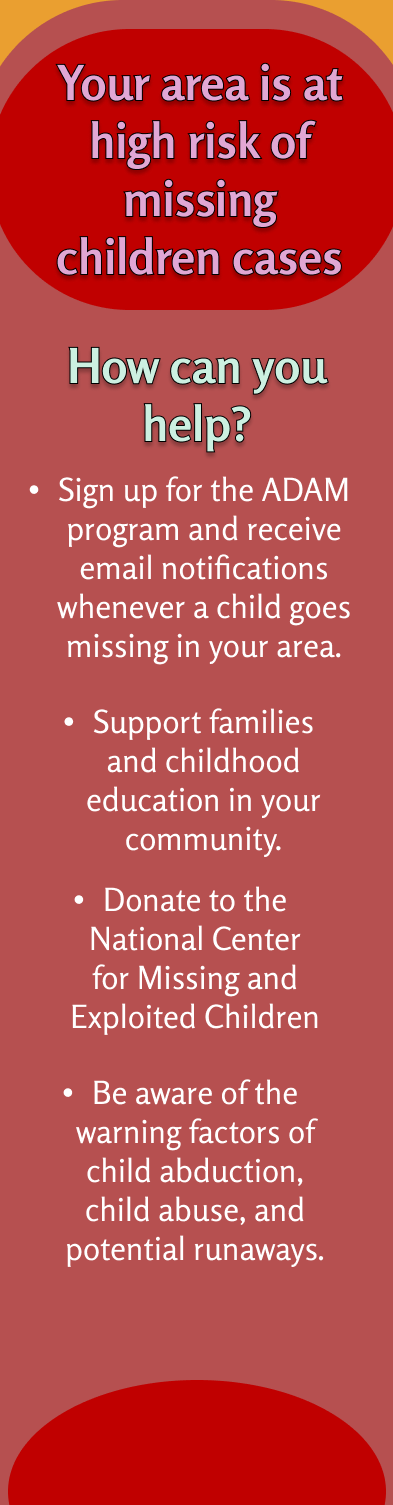 Your area is at
high risk of
missing
children cases
How can you
help?
• Sign up for the ADAM
program and receive
email notifications
whenever a child goes
missing in your area.
• Support families
and childhood
education in your
community.
• Donate to the
National Center
for Missing and
Exploited Children
• Be aware of the
warning factors of
child abduction,
child abuse, and
potential runaways.